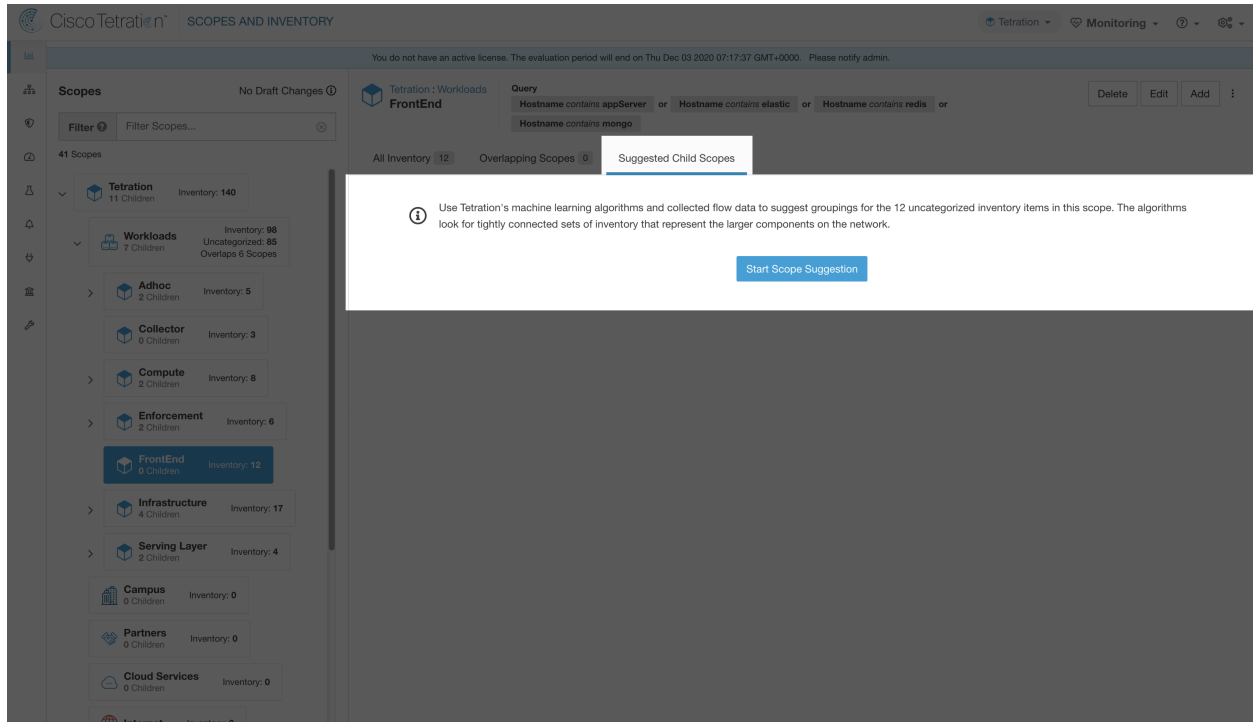 Cisco Tetration™ SCOPES AND INVENTORY
Tetration
Monitoring
You do not have an active license. The evaluation period will end on Thu Dec 03 2020 07:17:37 GMT+0000. Please notify admin.
Scopes
No Draft Changes
Filter
Filter Scopes...
41 Scopes
Tetration
11 Children
Inventory: 140
Workloads
7 Children
Inventory: 98
Uncategorized: 85
Overlaps 6 Scopes
Adhoc
2 Children
Inventory: 5
Collector
0 Children
Inventory: 3
Compute
2 Children
Inventory: 8
Enforcement
2 Children
Inventory: 6
FrontEnd
0 Children
Inventory: 12
Infrastructure
4 Children
Inventory: 17
Serving Layer
2 Children
Inventory: 4
Campus
0 Children
Inventory: 0
Partners
0 Children
Inventory: 0
Cloud Services
0 Children
Inventory: 0
Tetration : Workloads
FrontEnd
Query
Hostname contains appServer or Hostname contains elastic or Hostname contains redis or
Hostname contains mongo
Delete
Edit
Add
All Inventory 12
Overlapping Scopes 0
Suggested Child Scopes
Use Tetration's machine learning algorithms and collected flow data to suggest groupings for the 12 uncategorized inventory items in this scope. The algorithms
look for tightly connected sets of inventory that represent the larger components on the network.
Start Scope Suggestion